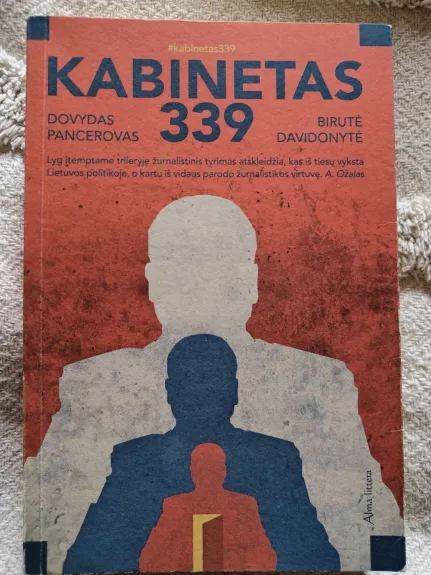 #kabinetas339
KABINETAS
339
DOVYDAS
PANCEROVAS
BIRUTĖ
DAVIDONYTĖ
Lyg įtemptame trileryje žurnalistinis tyrimas atskleidžia, kas iš tiesų vyksta
Lietuvos politikoje, o kartu iš vidaus parodo žurnalistikos virtuvę. A. Ožalas
Alma littera